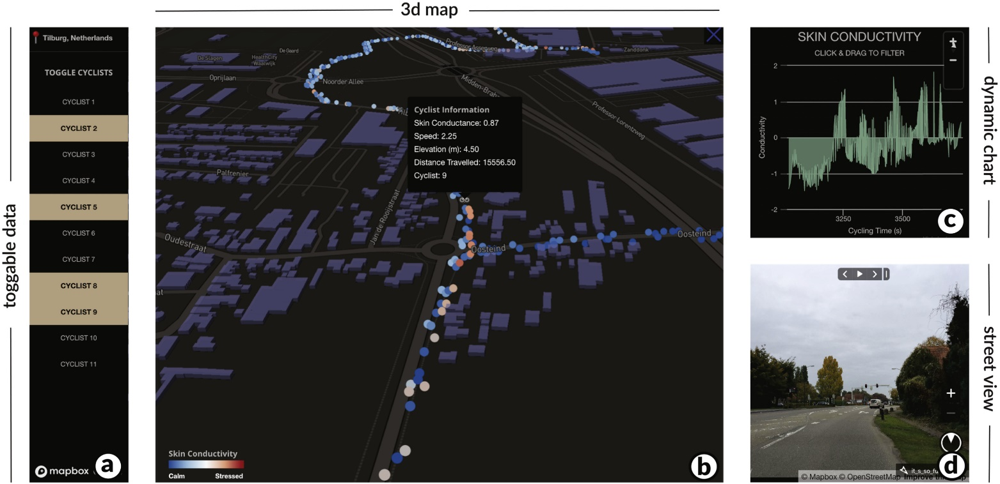 3d map
toggable data
Tilburg, Netherlands
TOGGLE CYCLISTS
CYCLIST 1
CYCLIST 2
CYCLIST 3
CYCLIST 4
CYCLIST 5
CYCLIST 6
CYCLIST 7
CYCLIST 8
CYCLIST 9
CYCLIST 10
CYCLIST 11
mapbox
a
De Gaard
De Slagen
HealthCity
Waalwijk
Oprijlaan
Noorder Allee
Professor Asserweg
Zanddonk
Midden-Brab
Professor Lorentzweg
Palfrenier
Jan de Rooijstraat
Oudestraat
Oosteind
Oosteind
at
Cyclist Information
Skin Conductance: 0.87
Speed: 2.25
Elevation (m): 4.50
Distance Travelled: 15556.50
Cyclist: 9
Skin Conductivity
Calm Stressed
b
SKIN CONDUCTIVITY
CLICK & DRAG TO FILTER
+
−
Conductivity
2
1
0
-1
-2
3250 3500
Cycling Time (s)
c
dynamic chart
+
−
it_s_so_fu
© Mapbox © OpenStreetMap Improve th
d
street view